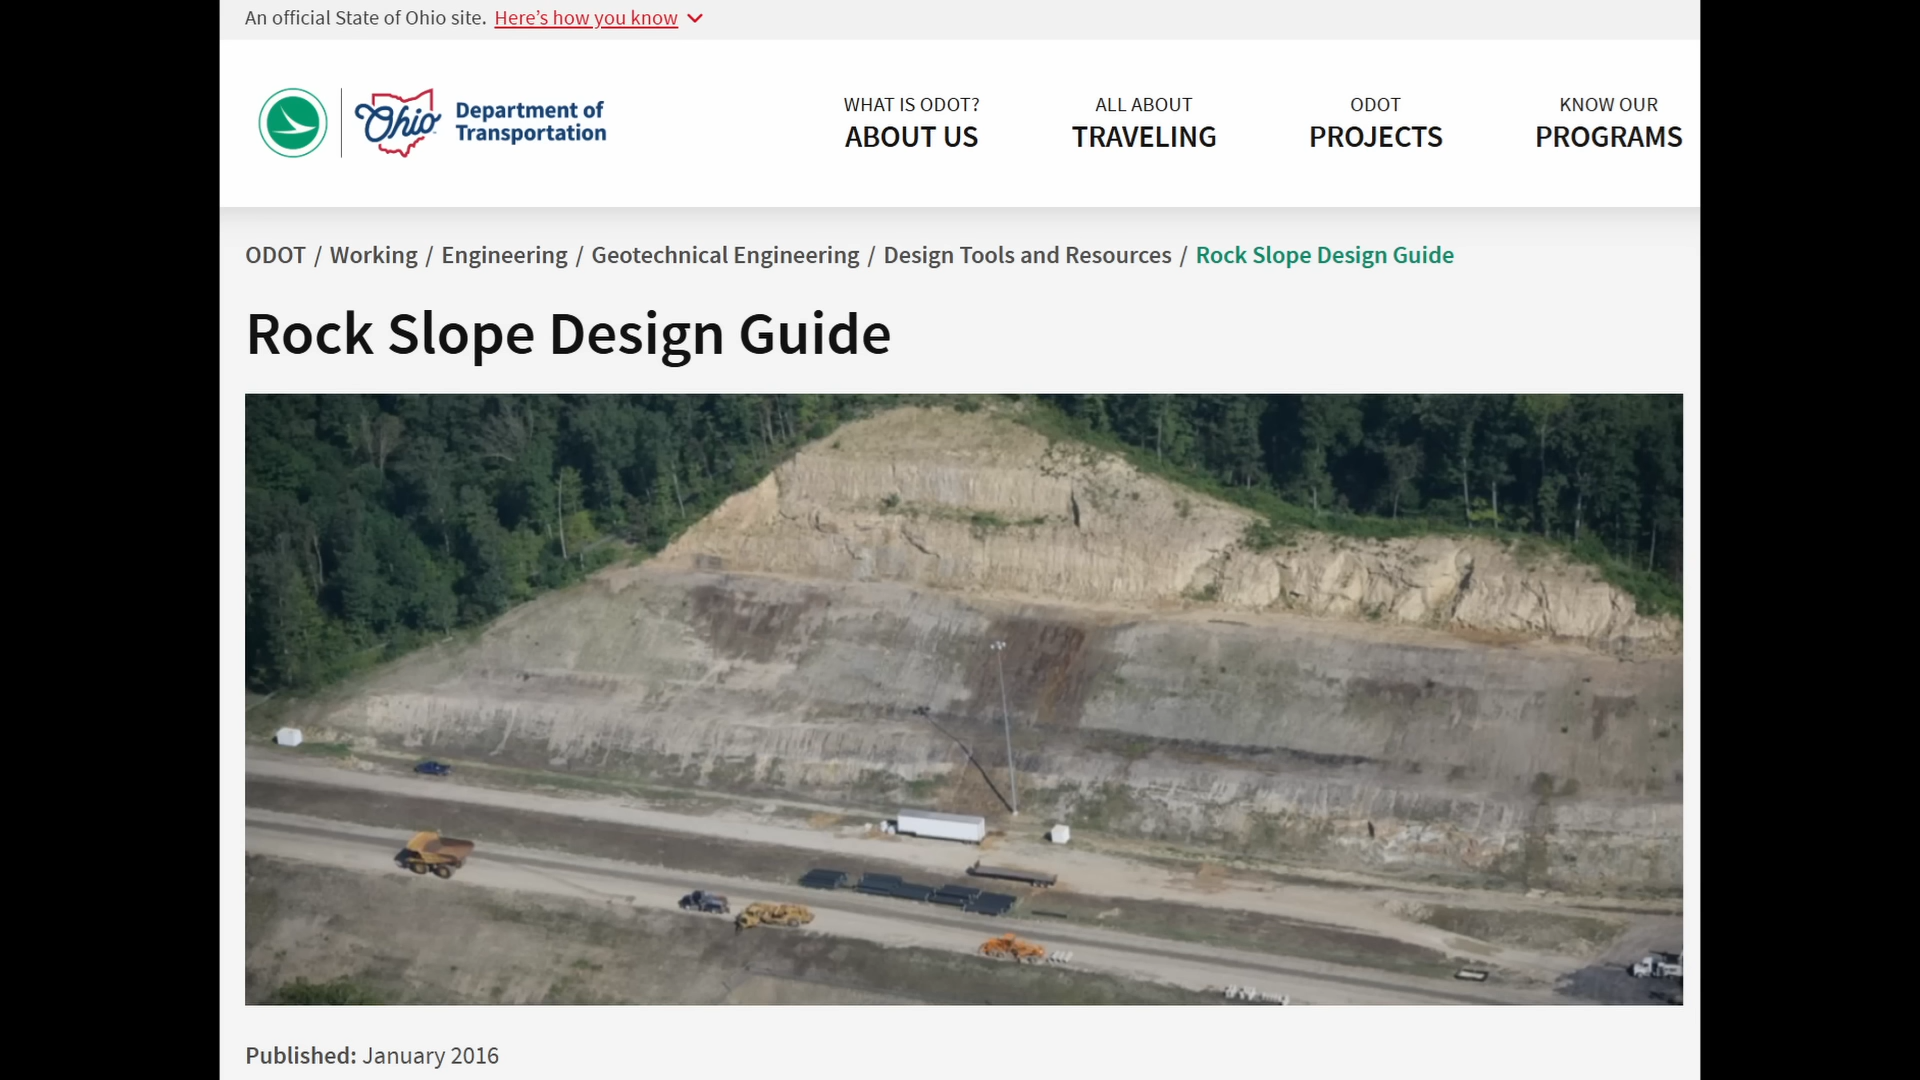 An official State of Ohio site. Here's how you know
Ohio
Department of
Transportation
WHAT IS ODOT?
ABOUT US
ALL ABOUT
TRAVELING
ODOT
PROJECTS
KNOW OUR
PROGRAMS
ODOT / Working / Engineering / Geotechnical Engineering / Design Tools and Resources / Rock Slope Design Guide
Rock Slope Design Guide
Published: January 2016